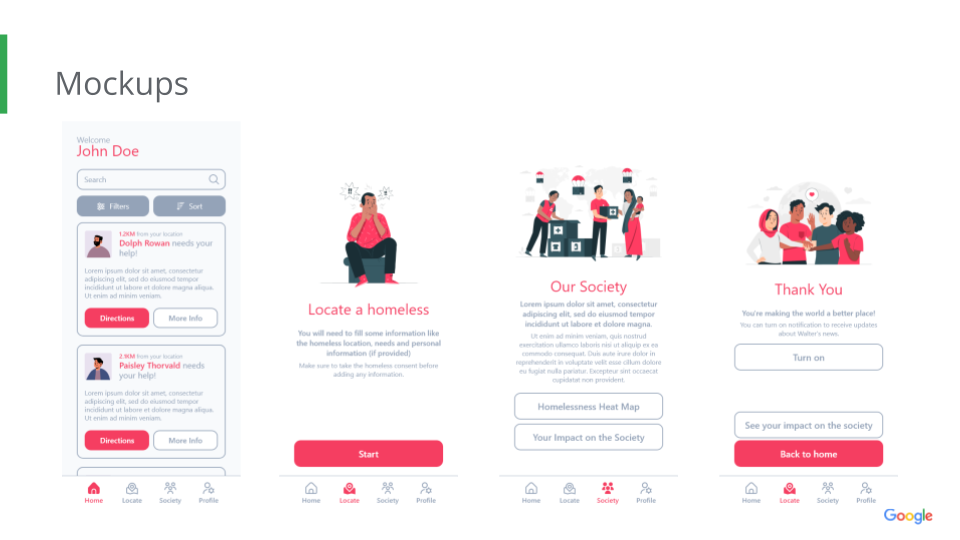 Mockups
Welcome
John Doe
Search
Filters
Sort
1.2KM from your location
Dolph Rowan needs your
help!
Lorem ipsum dolor sit amet, consectetur
adipiscing elit, sed do eiusmod tempor
incididunt ut labore et dolore magna aliqua.
Ut enim ad minim veniam.
Directions
More Info
2.1KM from your location
Paisley Thorvald needs
your help!
Lorem ipsum dolor sit amet, consectetur
adipiscing elit, sed do eiusmod tempor
incididunt ut labore et dolore magna aliqua.
Ut enim ad minim veniam.
Directions
More Info
Home
Locate
Society
Profile
Locate a homeless
You will need to fill some information like
the homeless location, needs and personal
information (if provided)
Make sure to take the homeless consent before
adding any information.
Start
Home
Locate
Society
Profile
Our Society
Lorem ipsum dolor sit amet, consectetur
adipiscing elit, sed do eiusmod tempor
incididunt ut labore et dolore magna.
Ut enim ad minim veniam, quis nostrud
exercitation ullamco laboris nisi ut aliquip ex ea
commodo consequat. Duis aute irure dolor in
reprehenderit in voluptate velit esse cillum dolore
eu fugiat nulla pariatur. Excepteur sint occaecat
cupidatat non provident.
Homelessness Heat Map
Your Impact on the Society
Home
Locate
Society
Profile
Thank You
You're making the world a better place!
You can turn on notification to receive updates
about Walter's news.
Turn on
See your impact on the society
Back to home
Home
Locate
Society
Profile
Google